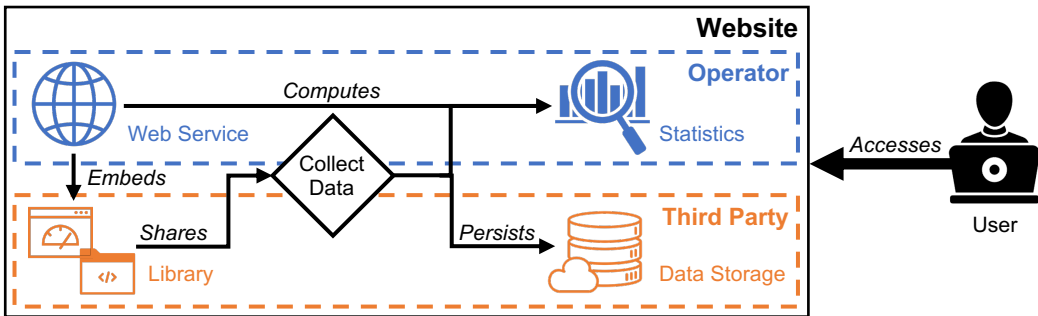 Website
Operator
Computes
Web Service
Statistics
Embeds
Collect
Data
Accesses
Third Party
Shares
Persists
Library
</>
Data Storage
User